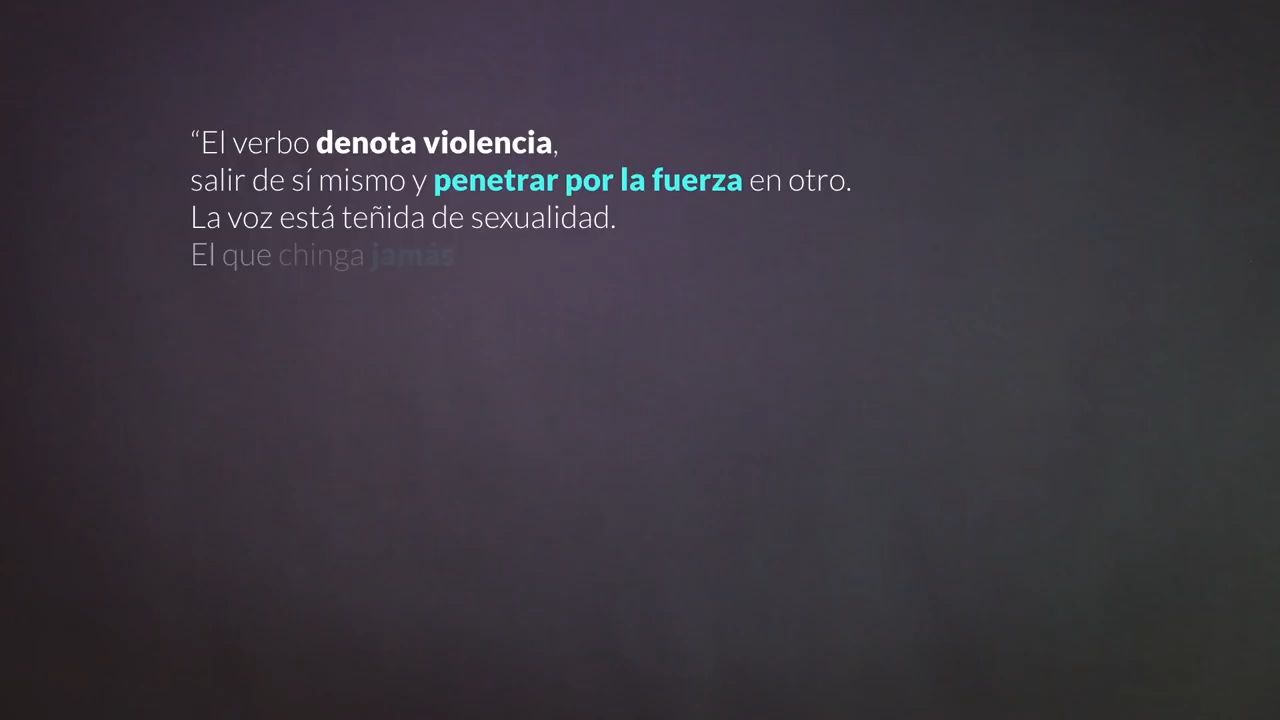 “El verbo denota violencia,
salir de sí mismo y penetrar por la fuerza en otro.
La voz está teñida de sexualidad.
El que chinga jamás